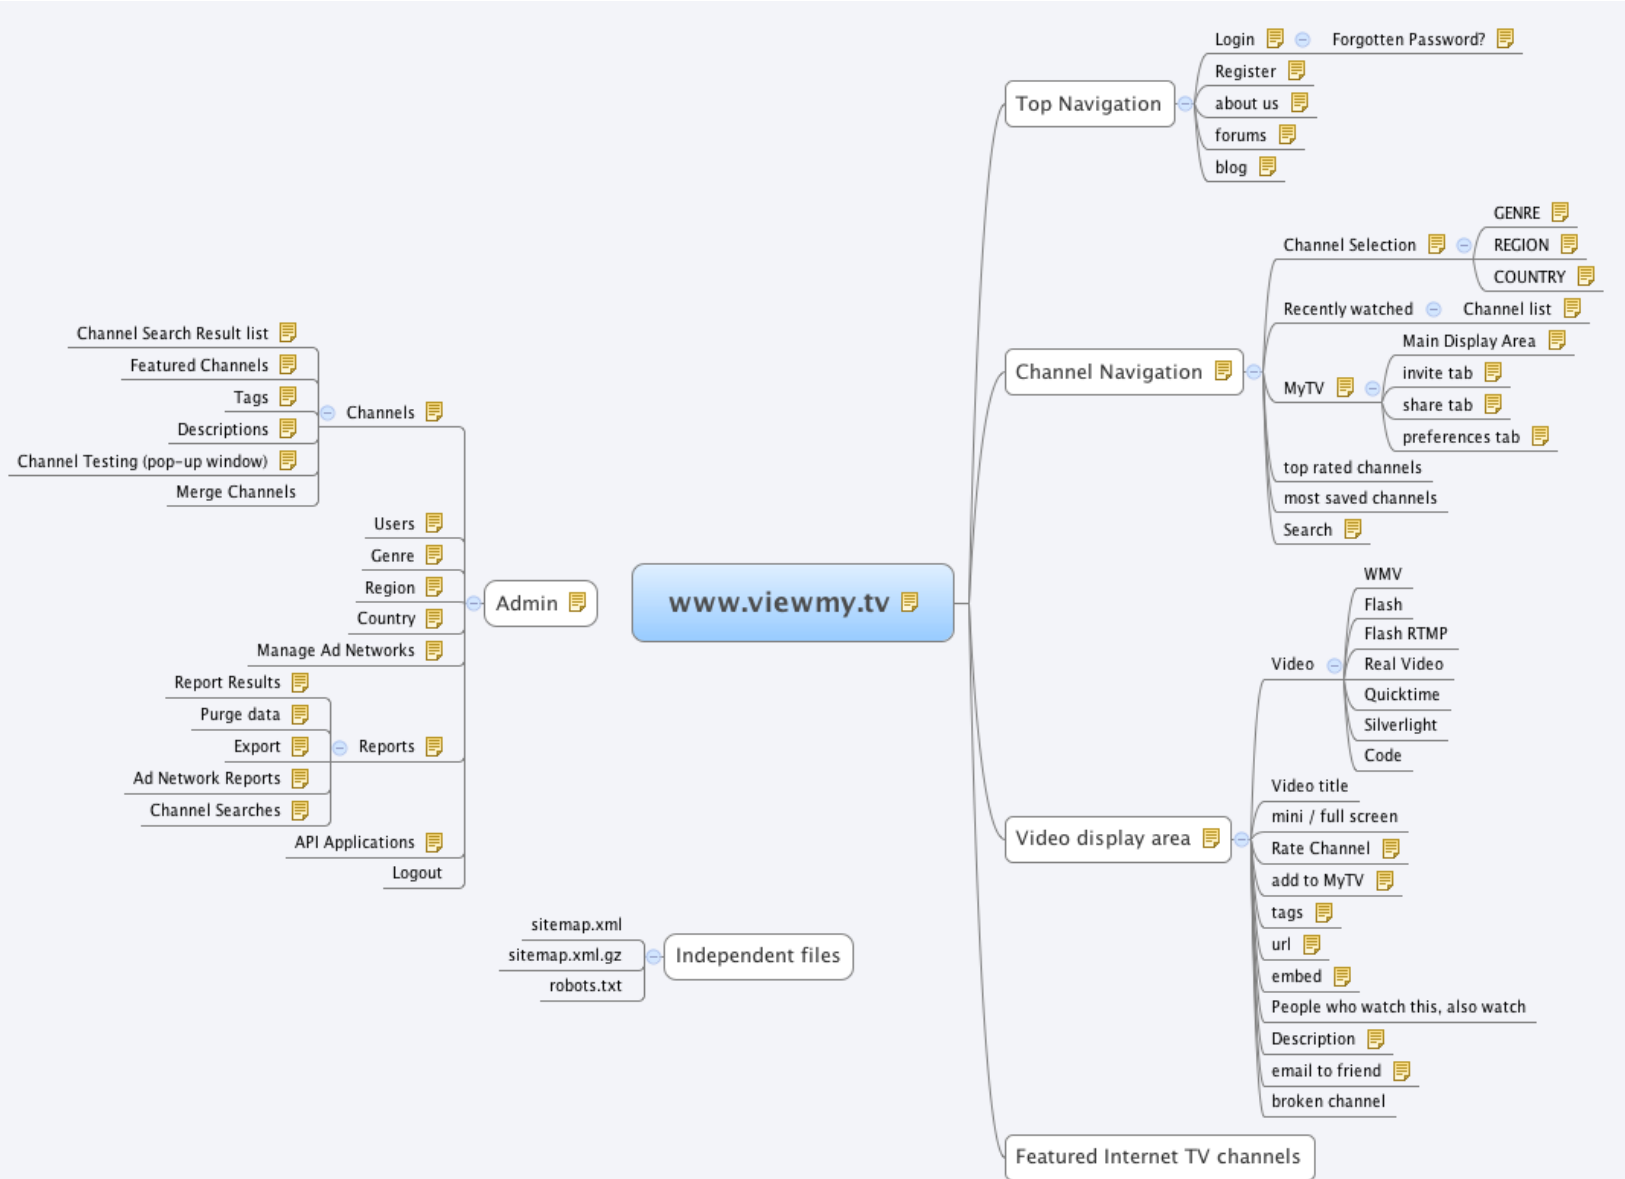 www.viewmy.tv
Top Navigation
Login
Forgotten Password?
Register
about us
forums
blog
Channel Navigation
Channel Selection
GENRE
REGION
COUNTRY
Recently watched
Channel list
MyTV
Main Display Area
invite tab
share tab
preferences tab
top rated channels
most saved channels
Search
Video display area
Video
WMV
Flash
Flash RTMP
Real Video
Quicktime
Silverlight
Code
Video title
mini / full screen
Rate Channel
add to MyTV
tags
url
embed
People who watch this, also watch
Description
email to friend
broken channel
Featured Internet TV channels
Admin
Channels
Channel Search Result list
Featured Channels
Tags
Descriptions
Channel Testing (pop-up window)
Merge Channels
Users
Genre
Region
Country
Manage Ad Networks
Reports
Report Results
Purge data
Export
Ad Network Reports
Channel Searches
API Applications
Logout
Independent files
sitemap.xml
sitemap.xml.gz
robots.txt